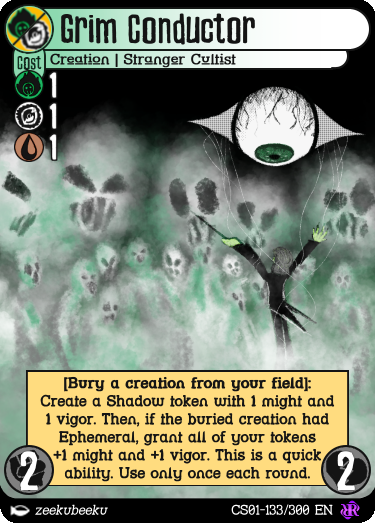 Grim Conductor
Creation | Stranger Cultist
COST
1
1
1
[Bury a creation from your field]:
Create a Shadow token with 1 might and
1 vigor. Then, if the buried creation had
Ephemeral, grant all of your tokens
+1 might and +1 vigor. This is a quick
ability. Use only once each round.
2
2
zeekubeeku
CS01-133/300 EN